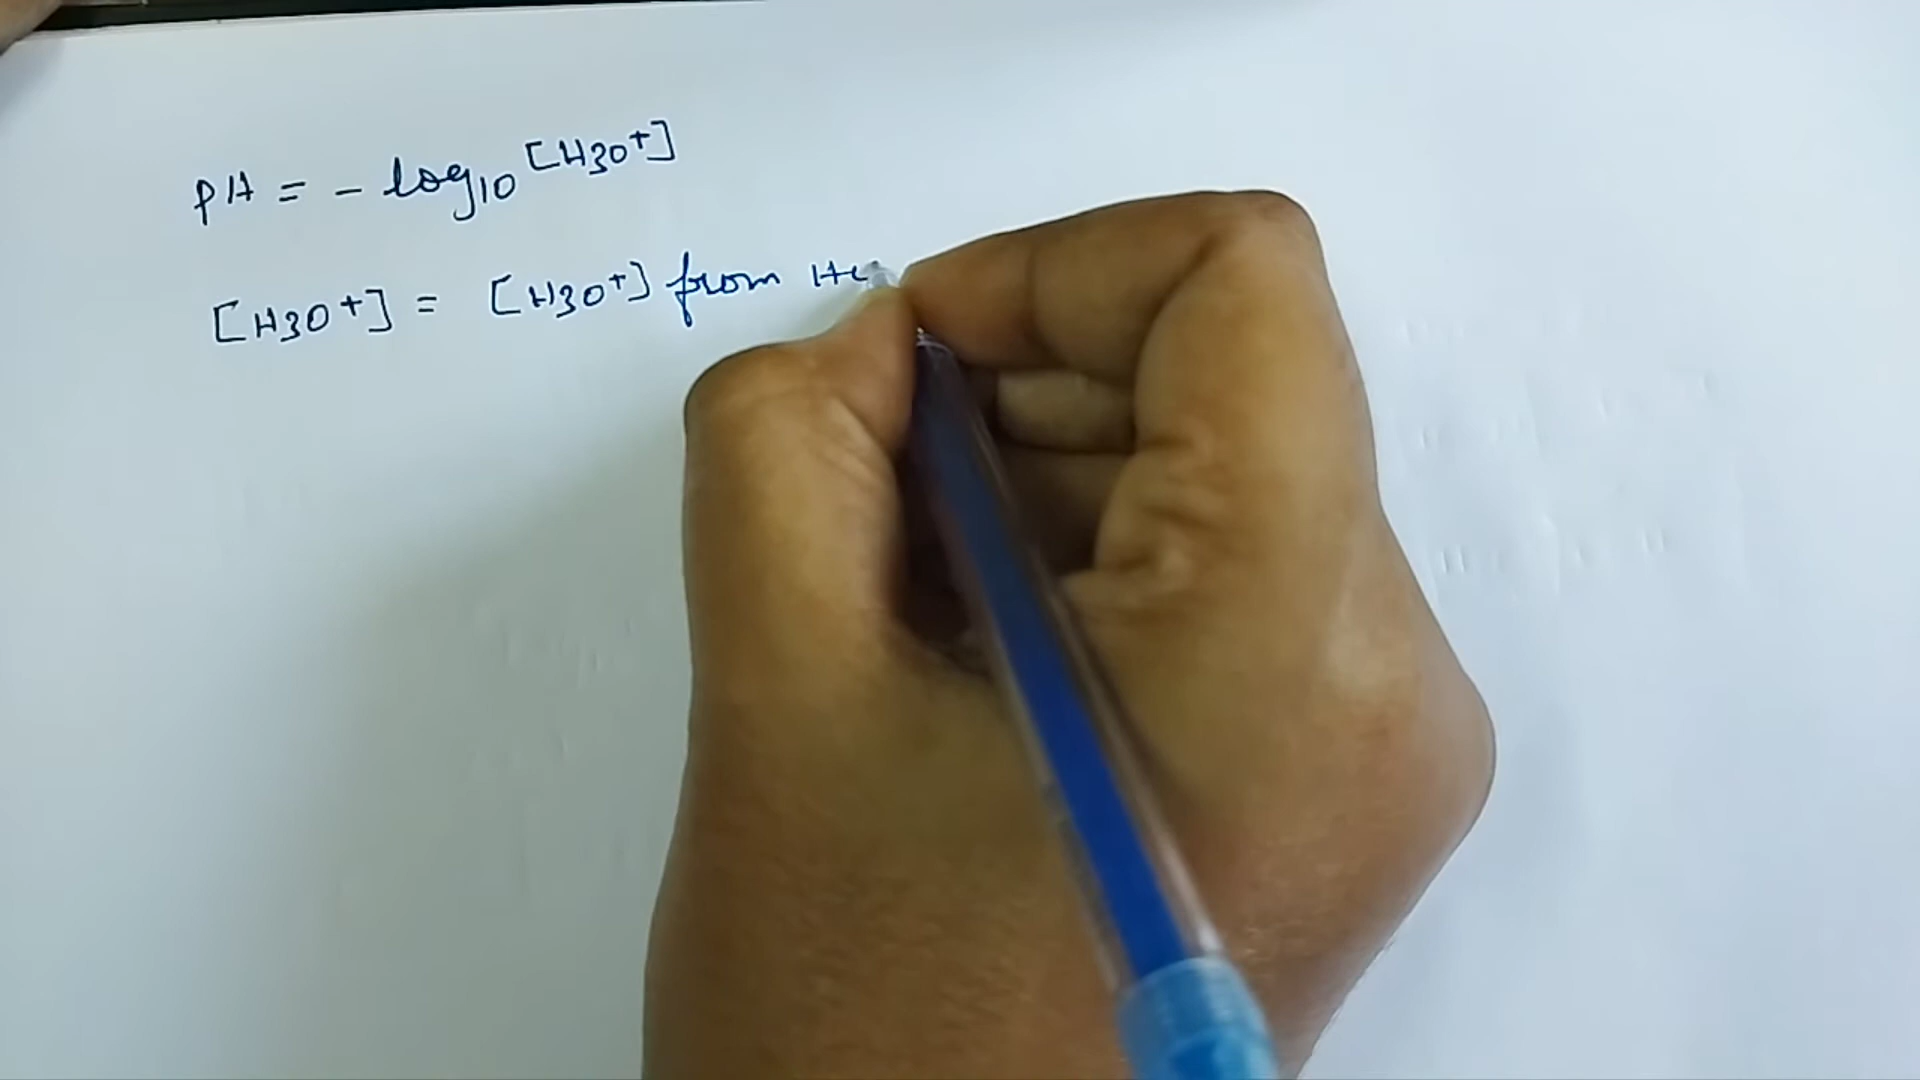 pH = - log10 [H3O+]
[H3O+] = [H3O+] from